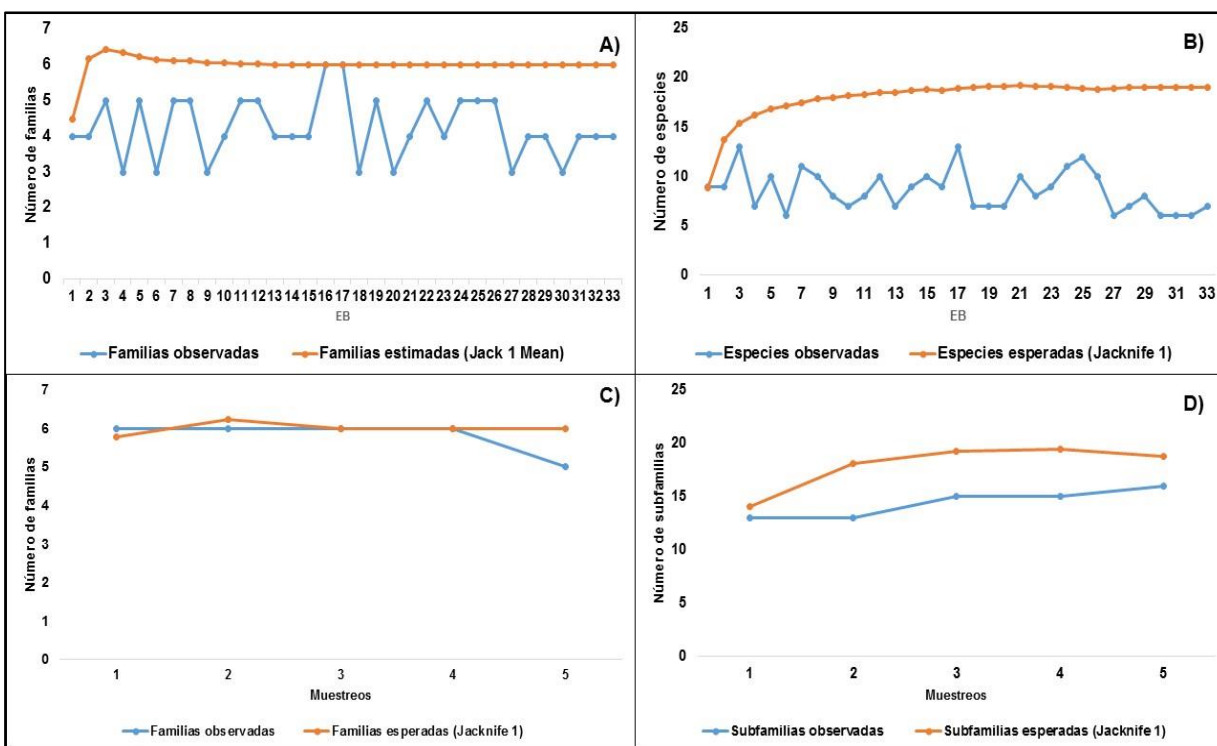 A)
Número de familias
7
6
5
4
3
2
1
0
1 2 3 4 5 6 7 8 9 10 11 12 13 14 15 16 17 18 19 20 21 22 23 24 25 26 27 28 29 30 31 32 33
EB
Familias observadas Familias estimadas (Jack 1 Mean)
B)
Número de especies
25
20
15
10
5
0
1 3 5 7 9 11 13 15 17 19 21 23 25 27 29 31 33
EB
Especies observadas Especies esperadas (Jacknife 1)
C)
Número de familias
7
6
5
4
3
2
1
0
1 2 3 4 5
Muestreos
Familias observadas Familias esperadas (Jacknife 1)
D)
Número de subfamilias
25
20
15
10
5
0
1 2 3 4 5
Muestreos
Subfamilias observadas Subfamilias esperadas (Jacknife 1)